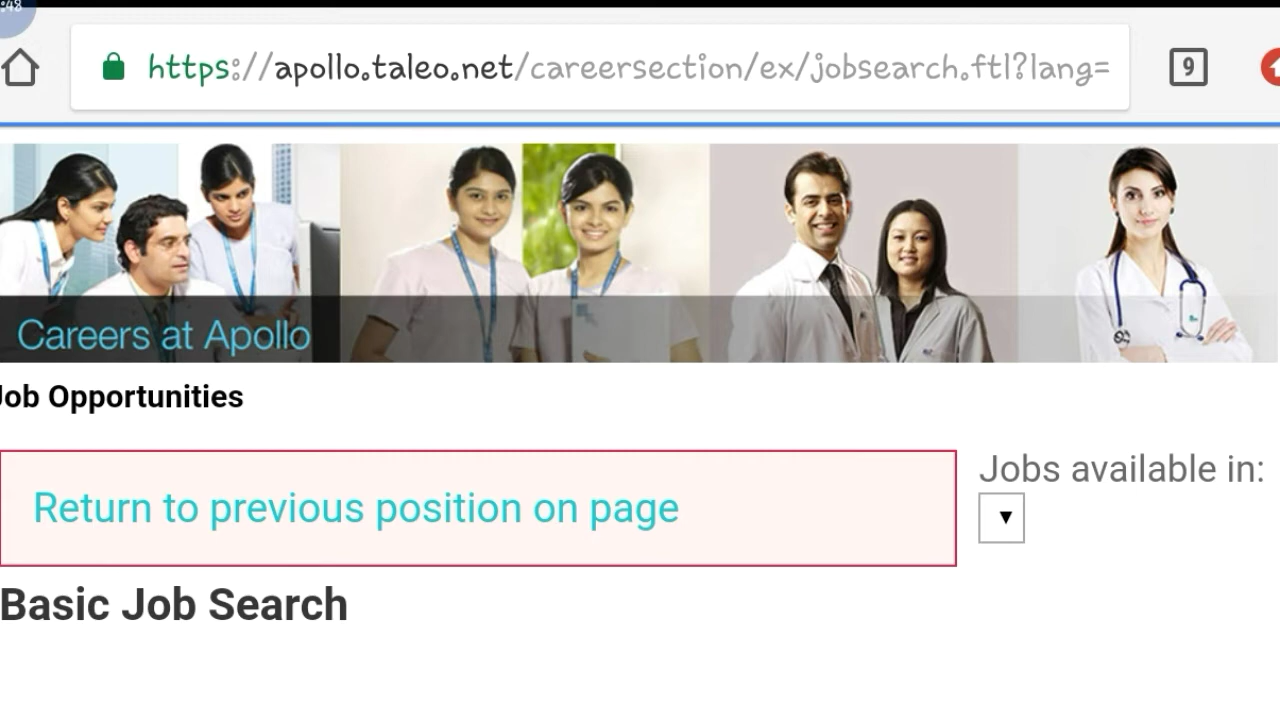 :48
https://apollo.taleo.net/careersection/ex/jobsearch.ftl?lang=
9
Careers at Apollo
Job Opportunities
Return to previous position on page
Jobs available in:
Basic Job Search